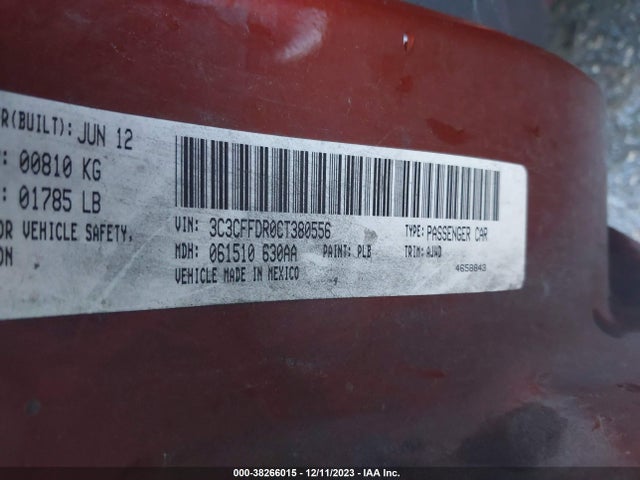 R(BUILT): JUN 12
: 00810 KG
: 01785 LB
OR VEHICLE SAFETY,
ON
VIN: 3C3CFFDR0CT380556 TYPE: PASSENGER CAR
MDH: 061510 630AA PAINT: PLB TRIM: AJWD
VEHICLE MADE IN MEXICO 4658843
000-38266015 - 12/11/2023 - IAA Inc.